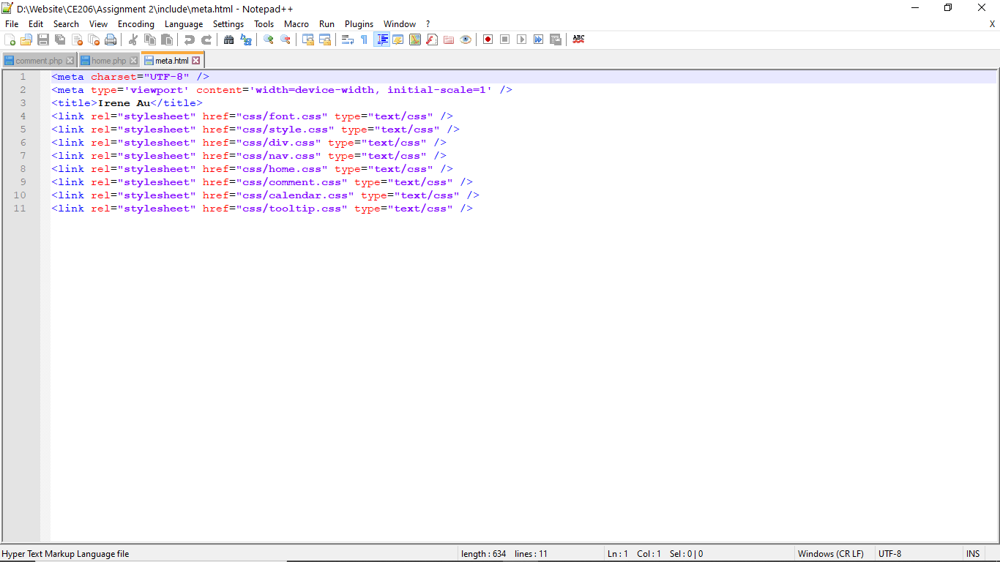 D:\Website\CE206\Assignment 2\include\meta.html - Notepad++
File Edit Search View Encoding Language Settings Tools Macro Run Plugins Window ? X
ABC
comment.php home.php meta.html
1 <meta charset="UTF-8" />
2 <meta type='viewport' content='width=device-width, initial-scale=1' />
3 <title>Irene Au</title>
4 <link rel="stylesheet" href="css/font.css" type="text/css" />
5 <link rel="stylesheet" href="css/style.css" type="text/css" />
6 <link rel="stylesheet" href="css/div.css" type="text/css" />
7 <link rel="stylesheet" href="css/nav.css" type="text/css" />
8 <link rel="stylesheet" href="css/home.css" type="text/css" />
9 <link rel="stylesheet" href="css/comment.css" type="text/css" />
10 <link rel="stylesheet" href="css/calendar.css" type="text/css" />
11 <link rel="stylesheet" href="css/tooltip.css" type="text/css" />
Hyper Text Markup Language file length : 634 lines : 11 Ln : 1 Col : 1 Sel : 0 | 0 Windows (CR LF) UTF-8 INS